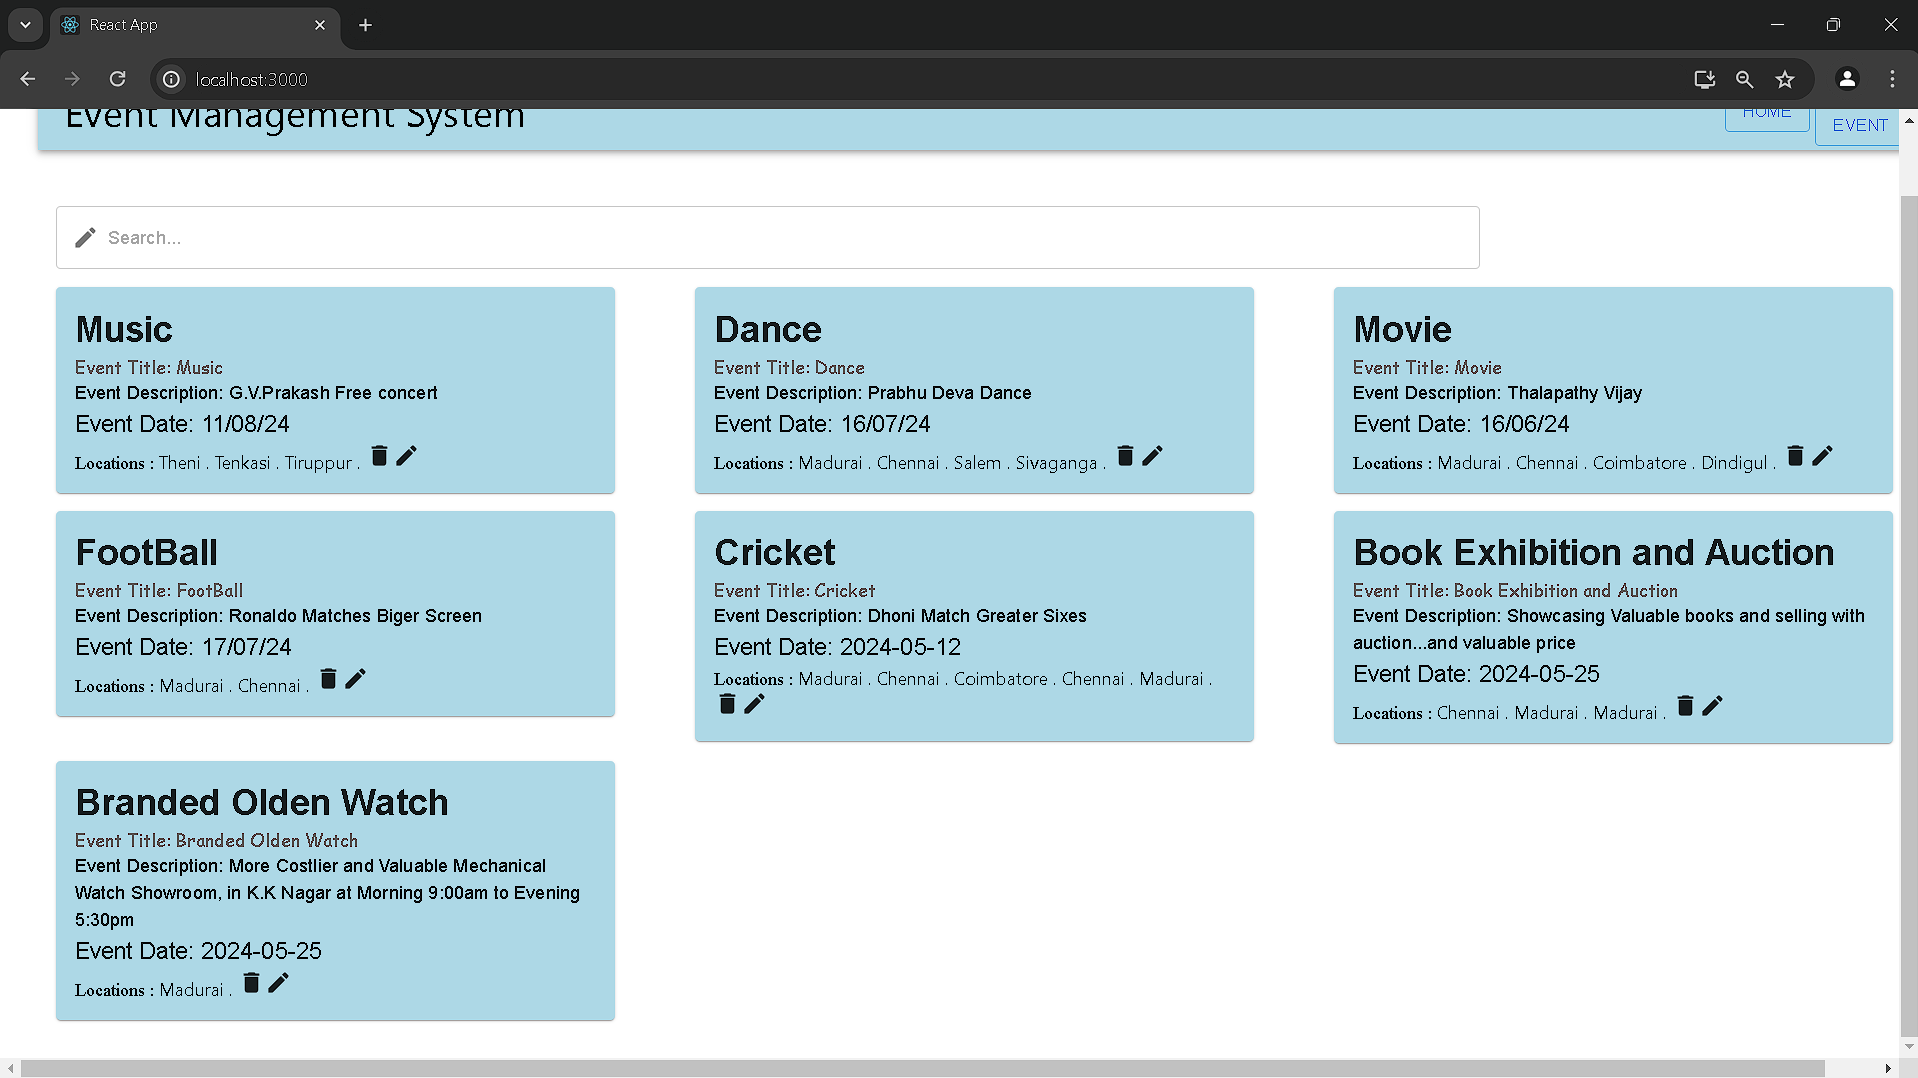 React App
localhost:3000
Event Management System
HOME
EVENT
Search...
Music
Event Title: Music
Event Description: G.V.Prakash Free concert
Event Date: 11/08/24
Locations : Theni . Tenkasi . Tiruppur .
Dance
Event Title: Dance
Event Description: Prabhu Deva Dance
Event Date: 16/07/24
Locations : Madurai . Chennai . Salem . Sivaganga .
Movie
Event Title: Movie
Event Description: Thalapathy Vijay
Event Date: 16/06/24
Locations : Madurai . Chennai . Coimbatore . Dindigul .
FootBall
Event Title: FootBall
Event Description: Ronaldo Matches Biger Screen
Event Date: 17/07/24
Locations : Madurai . Chennai .
Cricket
Event Title: Cricket
Event Description: Dhoni Match Greater Sixes
Event Date: 2024-05-12
Locations : Madurai . Chennai . Coimbatore . Chennai . Madurai .
Book Exhibition and Auction
Event Title: Book Exhibition and Auction
Event Description: Showcasing Valuable books and selling with
auction...and valuable price
Event Date: 2024-05-25
Locations : Chennai . Madurai . Madurai .
Branded Olden Watch
Event Title: Branded Olden Watch
Event Description: More Costlier and Valuable Mechanical
Watch Showroom, in K.K Nagar at Morning 9:00am to Evening
5:30pm
Event Date: 2024-05-25
Locations : Madurai .